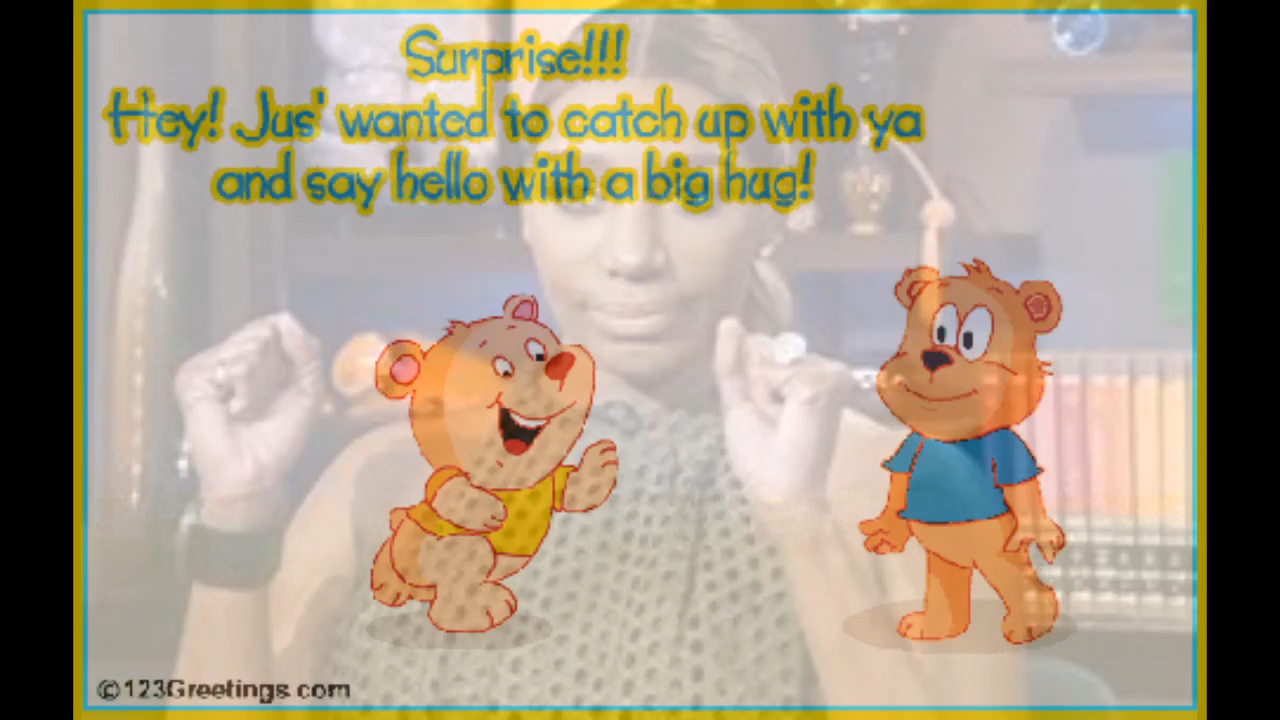 Surprise!!!
Hey! Jus' wanted to catch up with ya
and say hello with a big hug!
©123Greetings.com